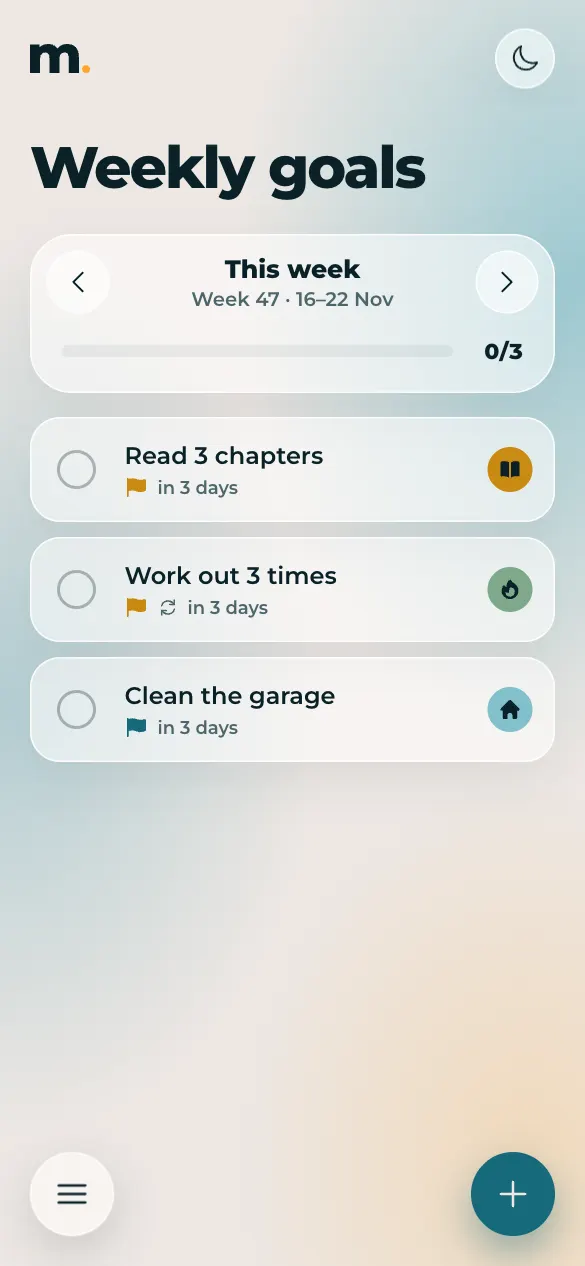 m.
Weekly goals
This week
Week 47 · 16–22 Nov
0/3
Read 3 chapters
in 3 days
Work out 3 times
in 3 days
Clean the garage
in 3 days